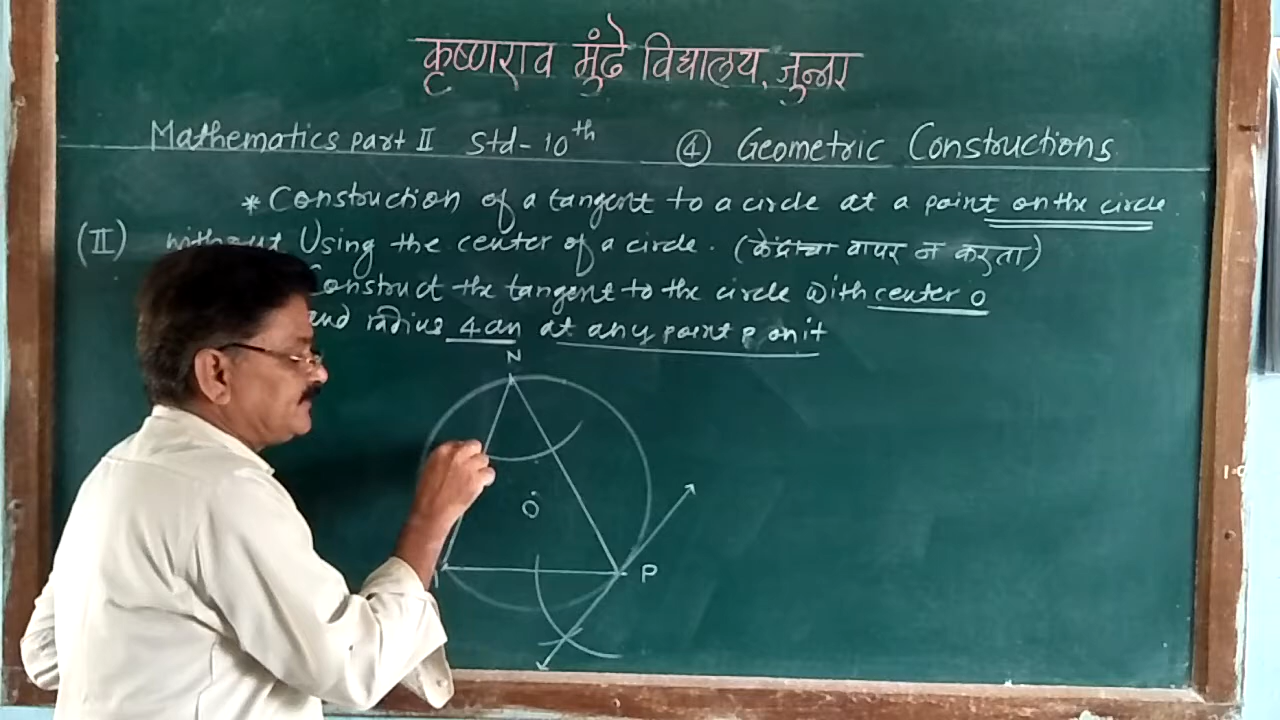 कृष्णराव मुंढे विद्यालय, जुन्नर
Mathematics part II Std-10th ④ Geometric Constructions
* Construction of a tangent to a circle at a point on the circle.
(II) without Using the center of a circle. (केंद्राचा वापर न करता)
Construct the tangent to the circle with center O
and radius 4 cm at any point P on it
N
O
P